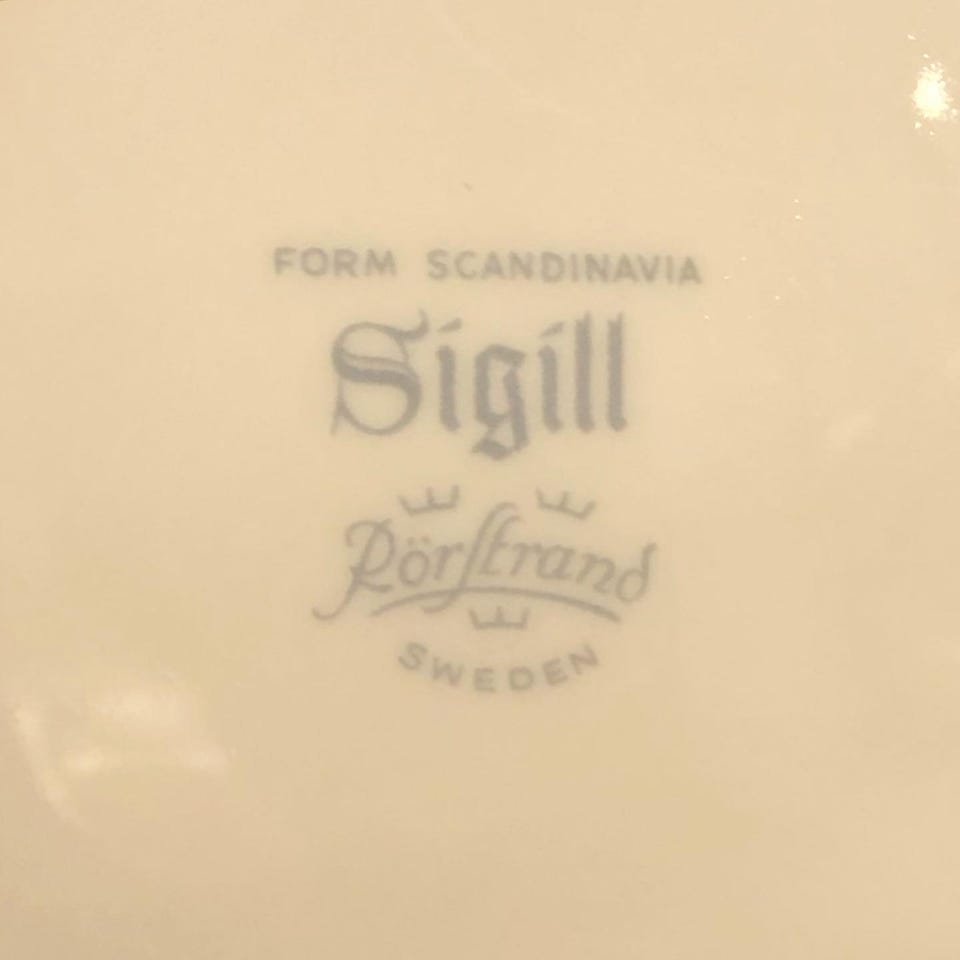 FORM SCANDINAVIA
Sigill
Rörstrand
SWEDEN